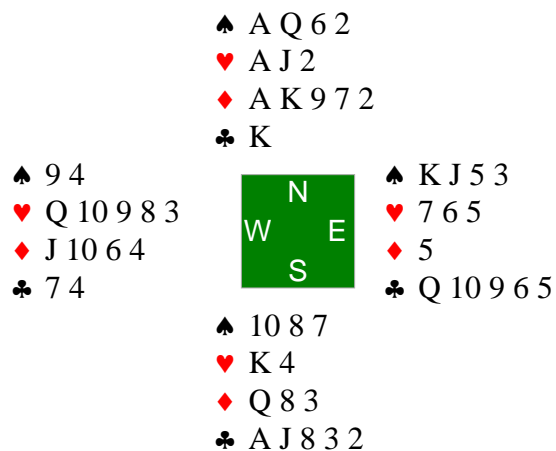 ♠ A Q 6 2
♥ A J 2
♦ A K 9 7 2
♣ K
♠ 9 4
♥ Q 10 9 8 3
♦ J 10 6 4
♣ 7 4
N
W E
S
♠ K J 5 3
♥ 7 6 5
♦ 5
♣ Q 10 9 6 5
♠ 10 8 7
♥ K 4
♦ Q 8 3
♣ A J 8 3 2